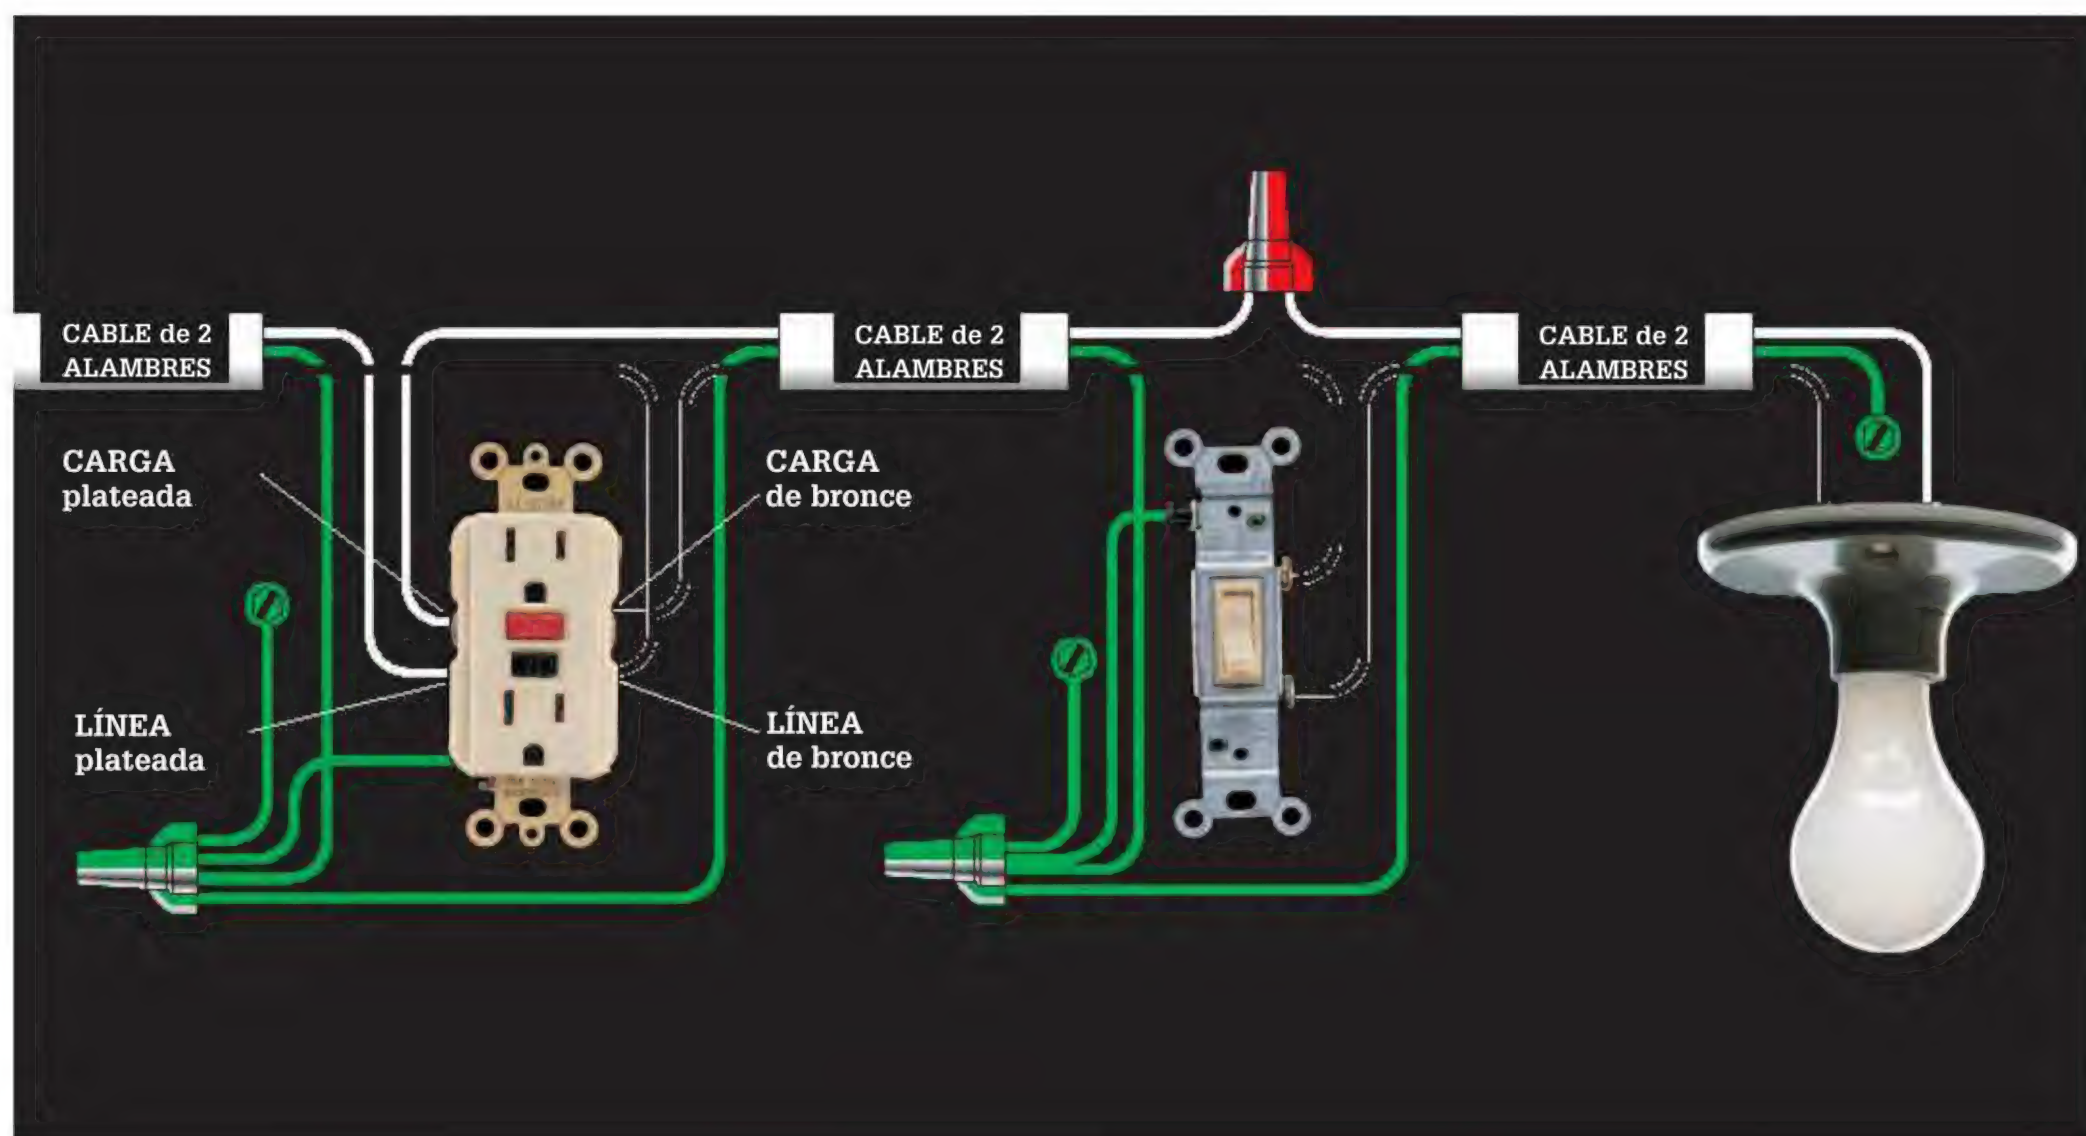 CABLE de 2
ALAMBRES
CABLE de 2
ALAMBRES
CABLE de 2
ALAMBRES
CARGA
plateada
CARGA
de bronce
LÍNEA
plateada
LÍNEA
de bronce